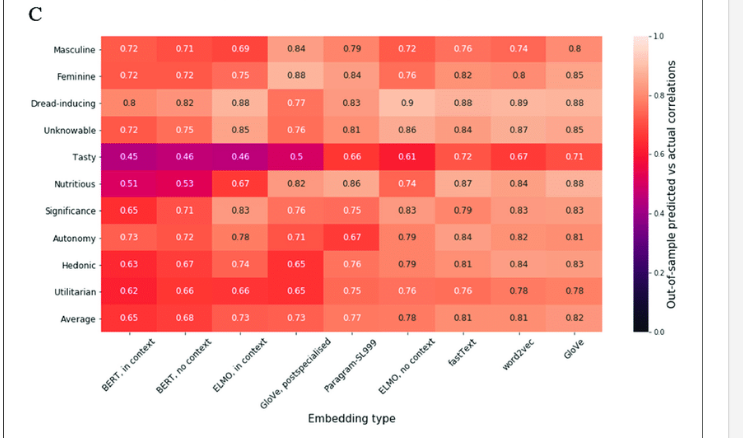 C
Masculine 0.72 0.71 0.69 0.84 0.79 0.72 0.76 0.74 0.8
Feminine 0.72 0.72 0.75 0.88 0.84 0.76 0.82 0.8 0.85
Dread-inducing 0.8 0.82 0.88 0.77 0.83 0.9 0.88 0.89 0.88
Unknowable 0.72 0.75 0.85 0.76 0.81 0.86 0.84 0.87 0.85
Tasty 0.45 0.46 0.46 0.5 0.66 0.61 0.72 0.67 0.71
Nutritious 0.51 0.53 0.67 0.82 0.86 0.74 0.87 0.84 0.88
Significance 0.65 0.71 0.83 0.76 0.75 0.83 0.79 0.83 0.83
Autonomy 0.73 0.72 0.78 0.71 0.67 0.79 0.84 0.82 0.81
Hedonic 0.63 0.67 0.74 0.65 0.76 0.79 0.81 0.84 0.83
Utilitarian 0.62 0.66 0.66 0.65 0.75 0.76 0.76 0.78 0.78
Average 0.65 0.68 0.73 0.73 0.77 0.78 0.81 0.81 0.82
BERT, in context
BERT, no context
ELMO, in context
GloVe, postspecialised
Paragram-SL999
ELMO, no context
fastText
word2vec
GloVe
Embedding type
1.0
0.8
0.6
0.4
0.2
0.0
Out-of-sample predicted vs actual correlations